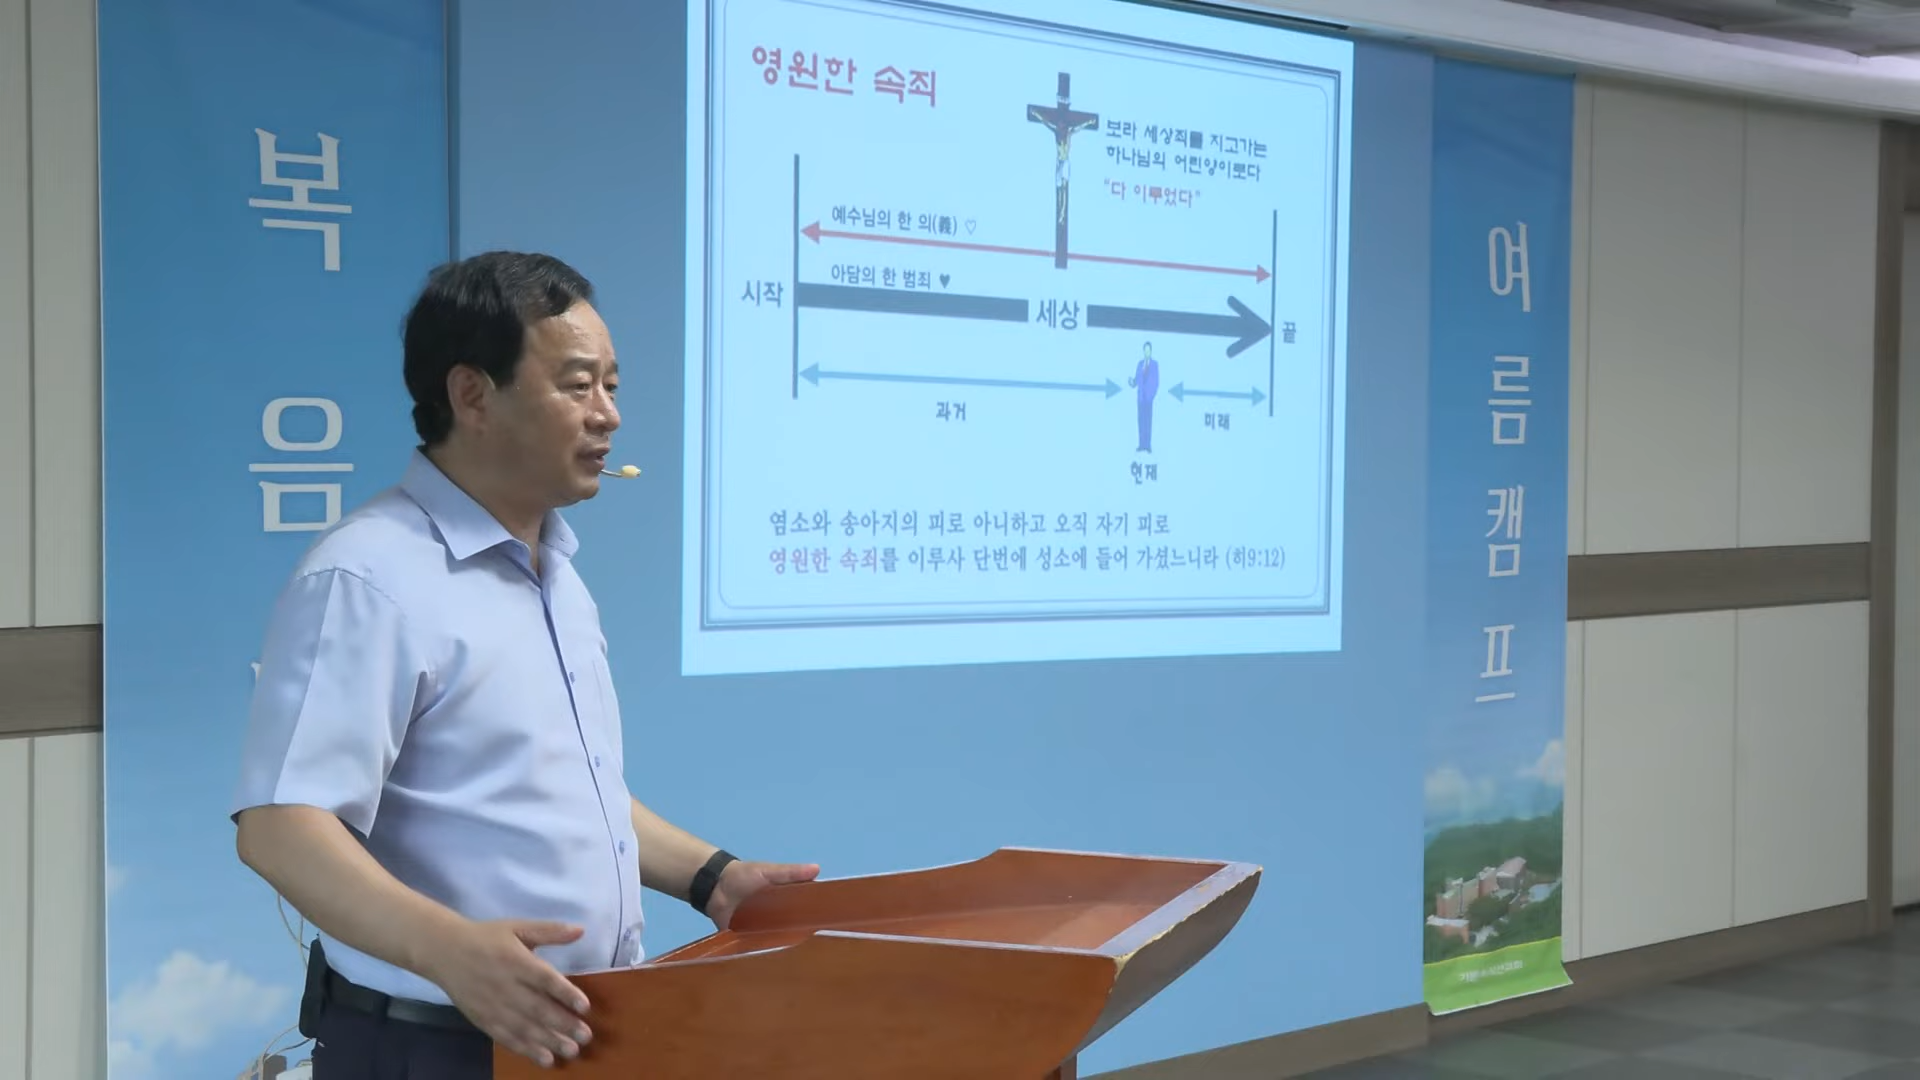 복
음
영원한 속죄
보라 세상죄를 지고가는
하나님의 어린양이로다
"다 이루었다"
예수님의 한 의(義) ♡
아담의 한 범죄 ♥
시작
세상
끝
과거
미래
현재
염소와 송아지의 피로 아니하고 오직 자기 피로
영원한 속죄를 이루사 단번에 성소에 들어 가셨느니라 (히9:12)
여
름
캠
프